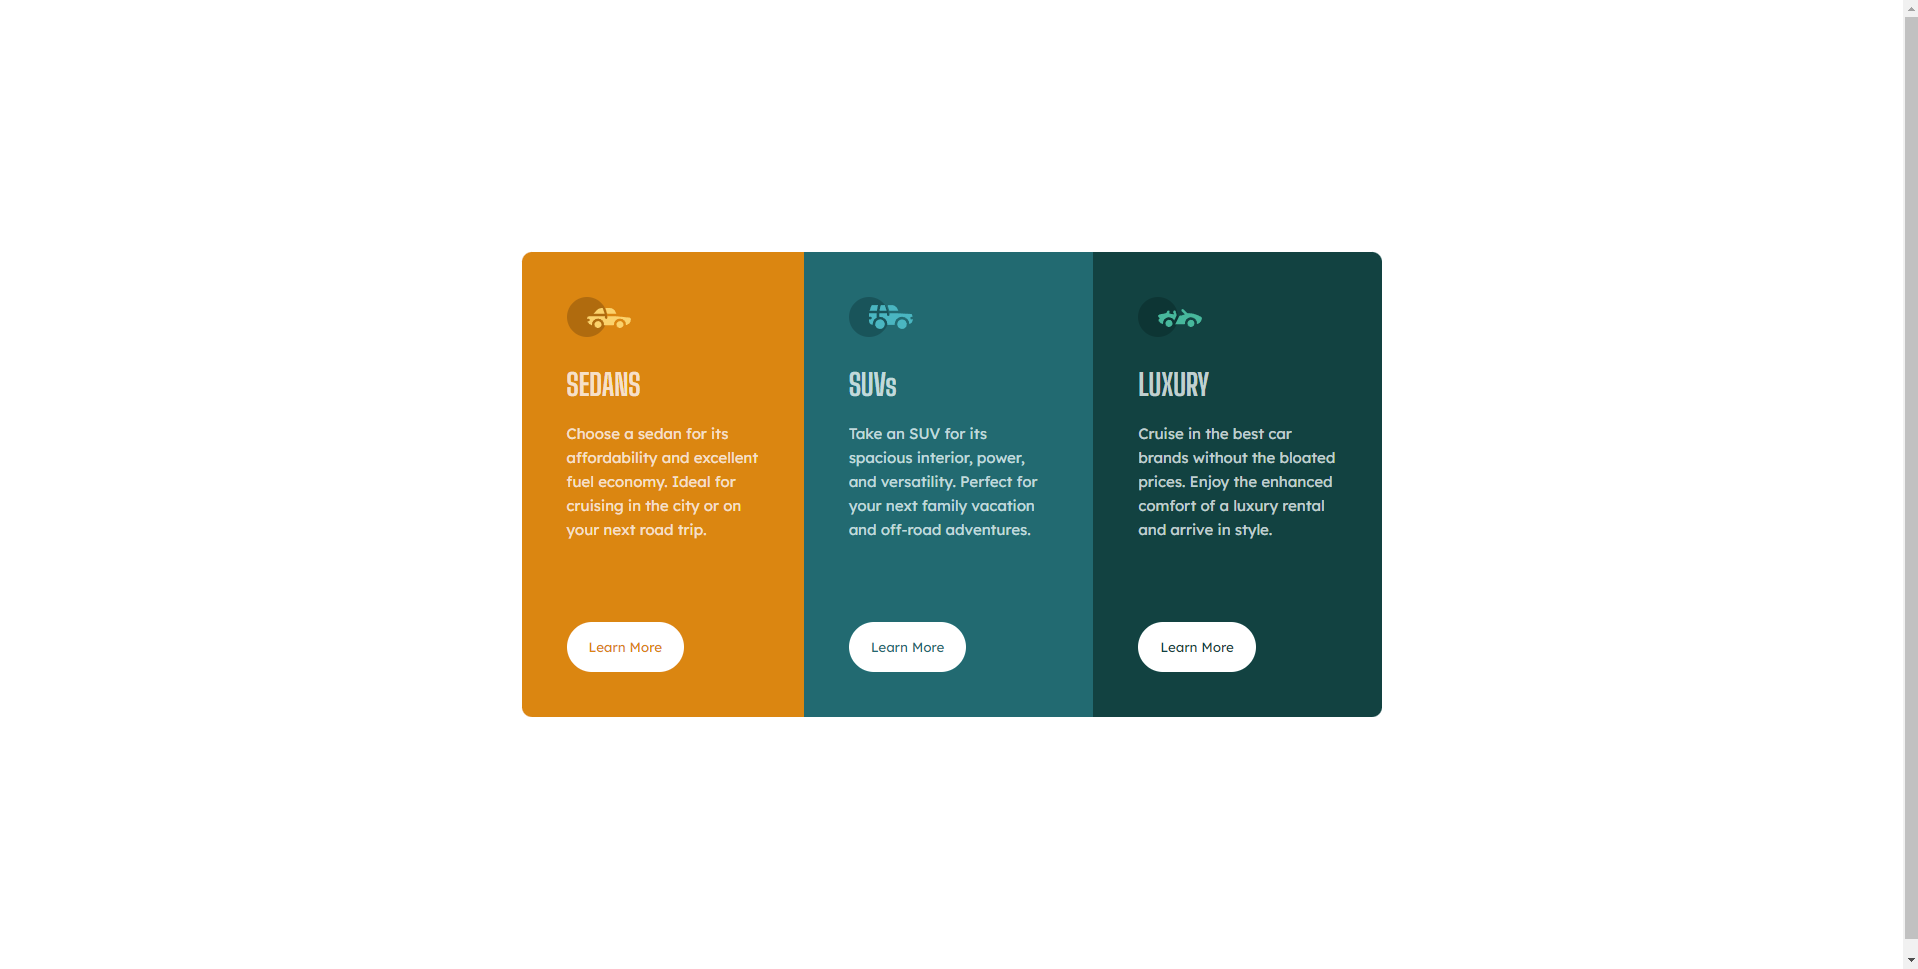 SEDANS
Choose a sedan for its
affordability and excellent
fuel economy. Ideal for
cruising in the city or on
your next road trip.
Learn More
SUVs
Take an SUV for its
spacious interior, power,
and versatility. Perfect for
your next family vacation
and off-road adventures.
Learn More
LUXURY
Cruise in the best car
brands without the bloated
prices. Enjoy the enhanced
comfort of a luxury rental
and arrive in style.
Learn More